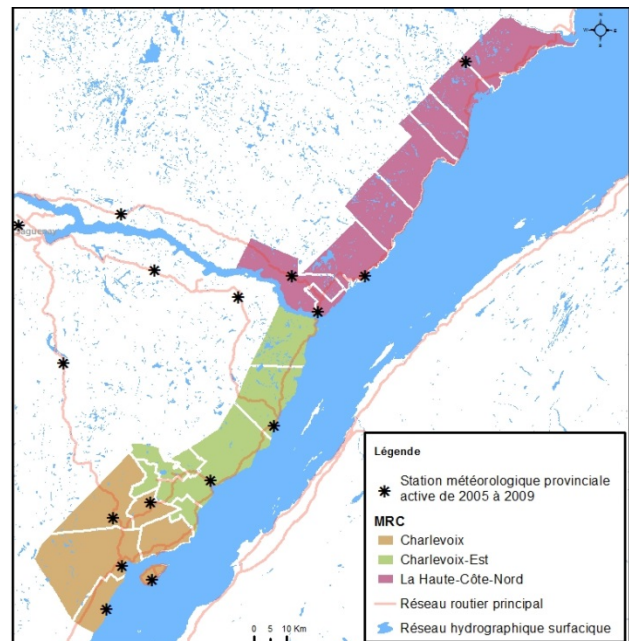 Saguenay
Légende
Station météorologique provinciale
active de 2005 à 2009
MRC
Charlevoix
Charlevoix-Est
La Haute-Côte-Nord
Réseau routier principal
Réseau hydrographique surfacique
0 5 10 Km